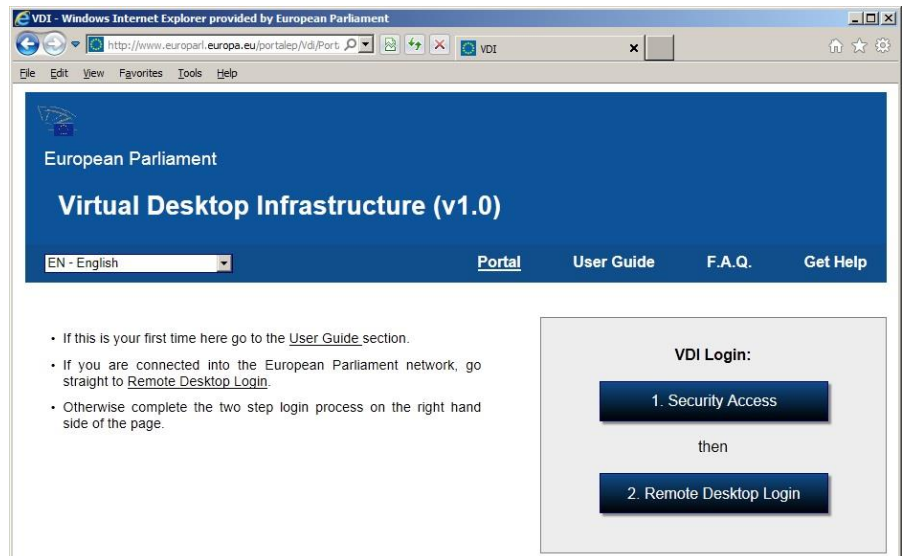 VDI - Windows Internet Explorer provided by European Parliament
http://www.europarl.europa.eu/portalep/Vdi/Port
VDI
File Edit View Favorites Tools Help
European Parliament
Virtual Desktop Infrastructure (v1.0)
EN - English
Portal User Guide F.A.Q. Get Help
• If this is your first time here go to the User Guide section.
• If you are connected into the European Parliament network, go
straight to Remote Desktop Login.
• Otherwise complete the two step login process on the right hand
side of the page.
VDI Login:
1. Security Access
then
2. Remote Desktop Login